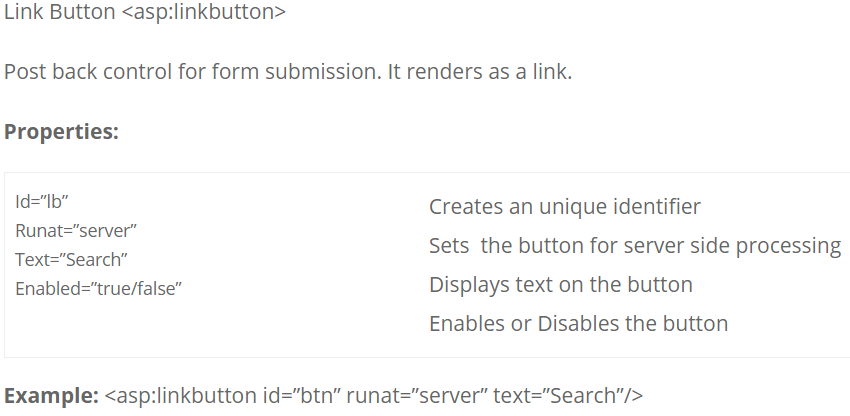 Link Button <asp:linkbutton>
Post back control for form submission. It renders as a link.
Properties:
Id=”lb”
Runat=”server”
Text=”Search”
Enabled=”true/false”
Creates an unique identifier
Sets  the button for server side processing
Displays text on the button
Enables or Disables the button
Example: <asp:linkbutton id=”btn” runat=”server” text=”Search”/>